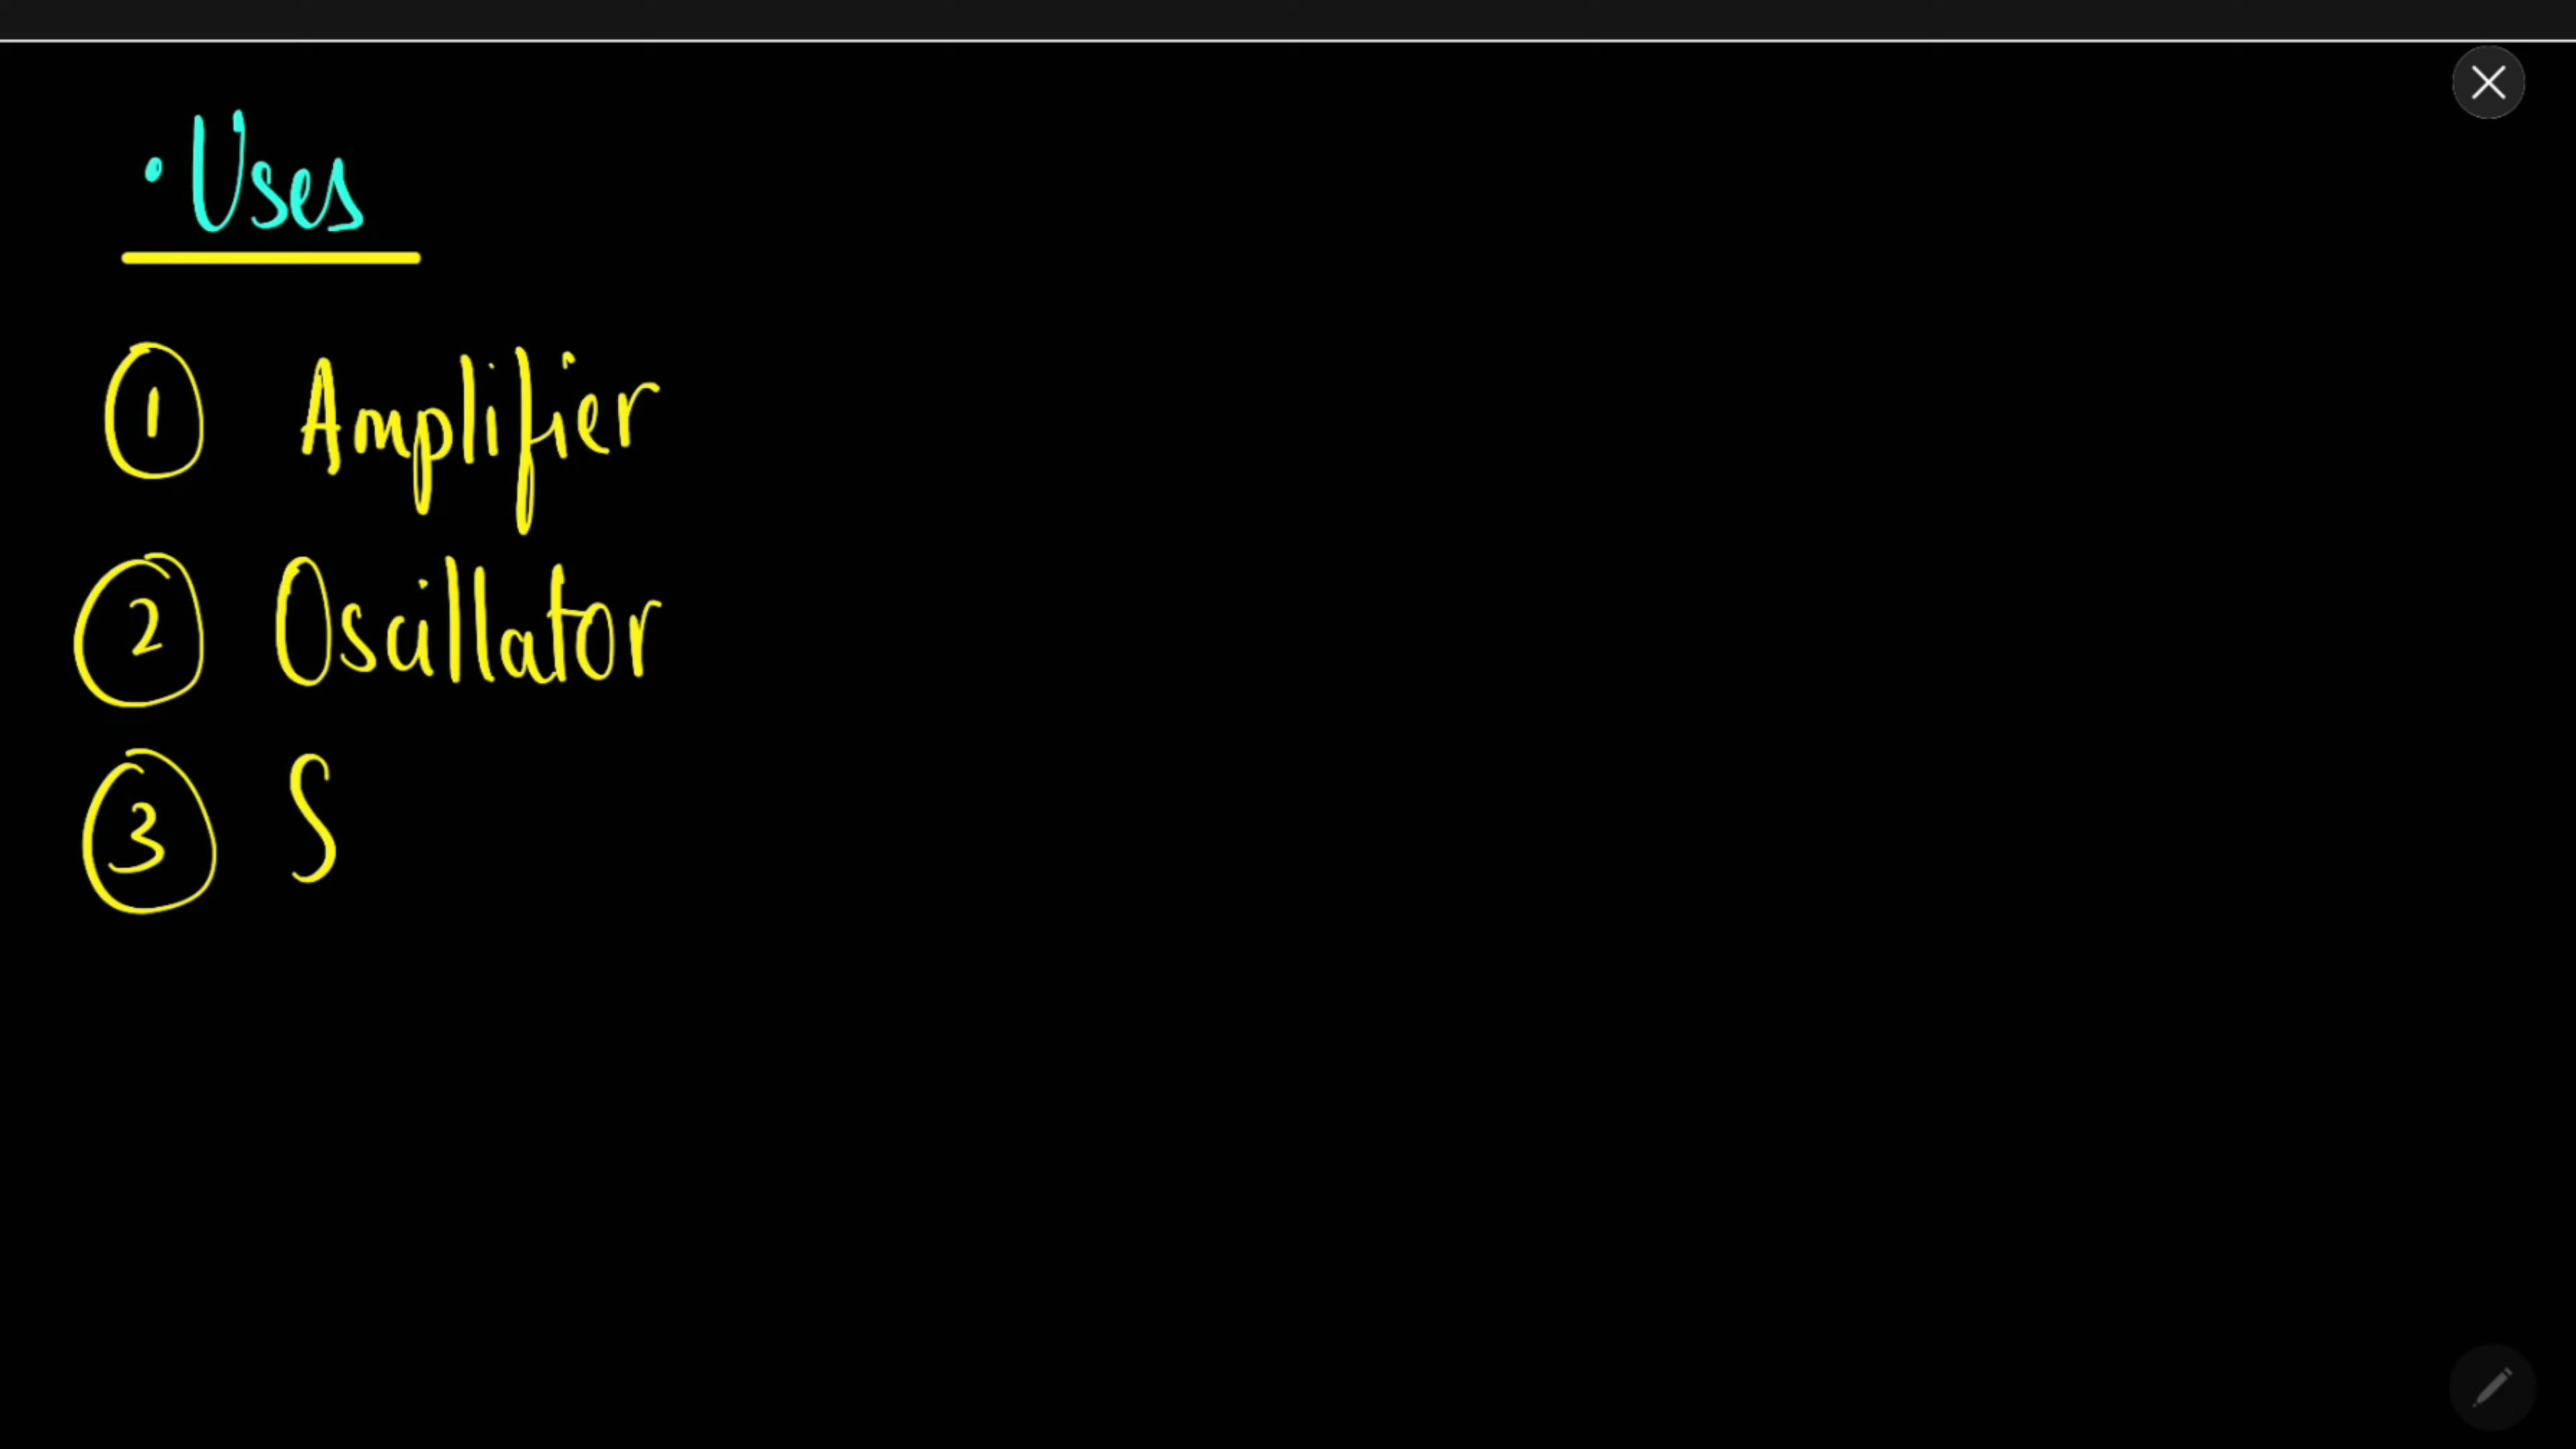 • Uses
① Amplifier
② Oscillator
③ S